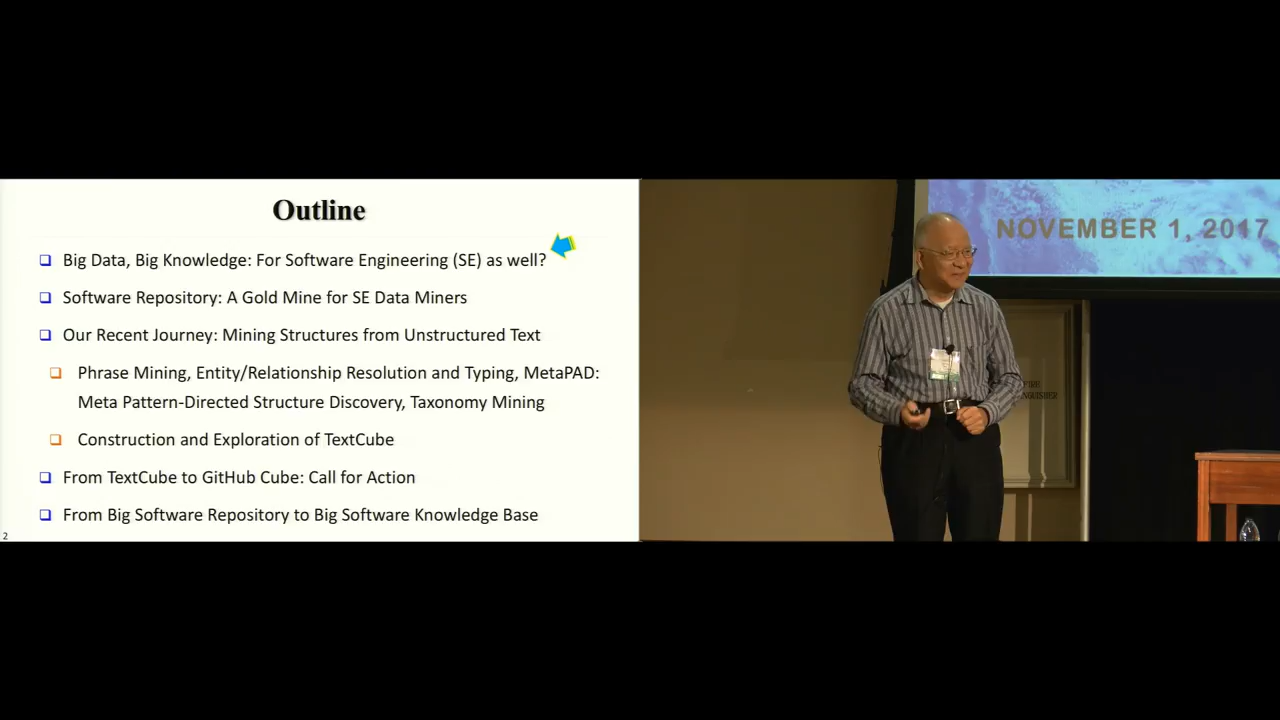 Outline
Big Data, Big Knowledge: For Software Engineering (SE) as well?
Software Repository: A Gold Mine for SE Data Miners
Our Recent Journey: Mining Structures from Unstructured Text
Phrase Mining, Entity/Relationship Resolution and Typing, MetaPAD:
Meta Pattern-Directed Structure Discovery, Taxonomy Mining
Construction and Exploration of TextCube
From TextCube to GitHub Cube: Call for Action
From Big Software Repository to Big Software Knowledge Base
2
NOVEMBER 1, 2017